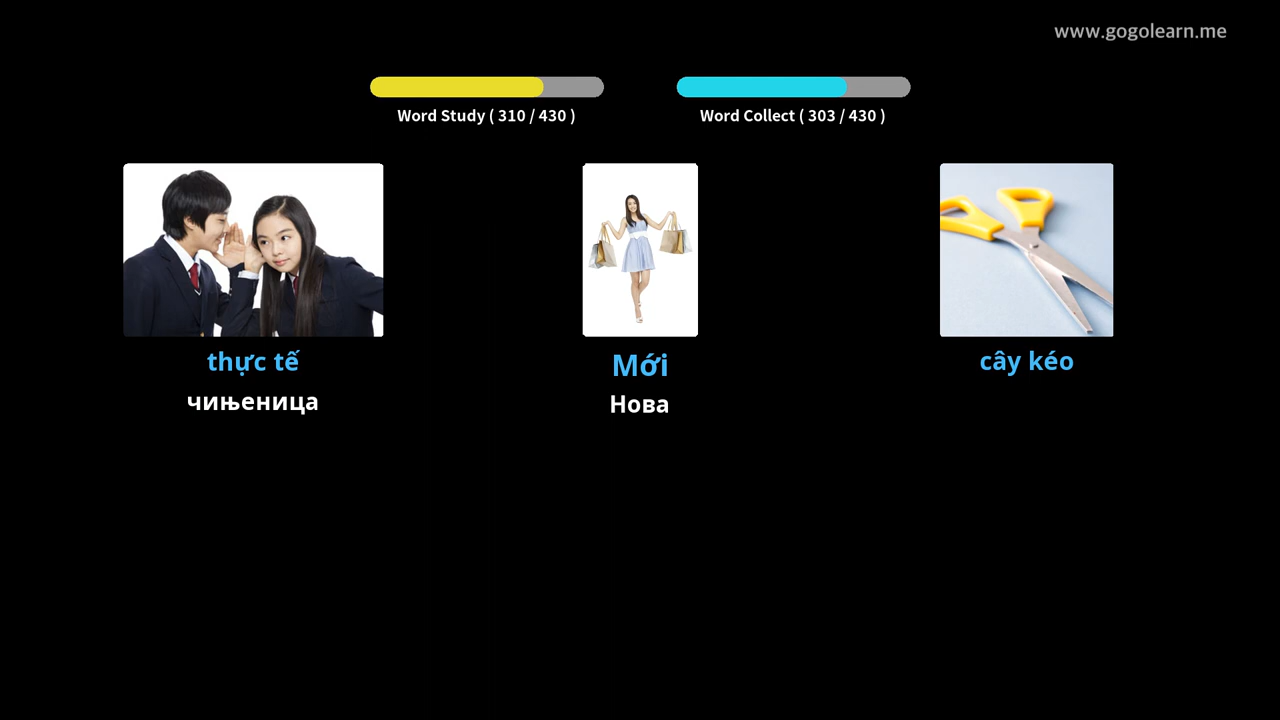 www.gogolearn.me
Word Study ( 310 / 430 )
Word Collect ( 303 / 430 )
thực tế
чињеница
Mới
Нова
cây kéo